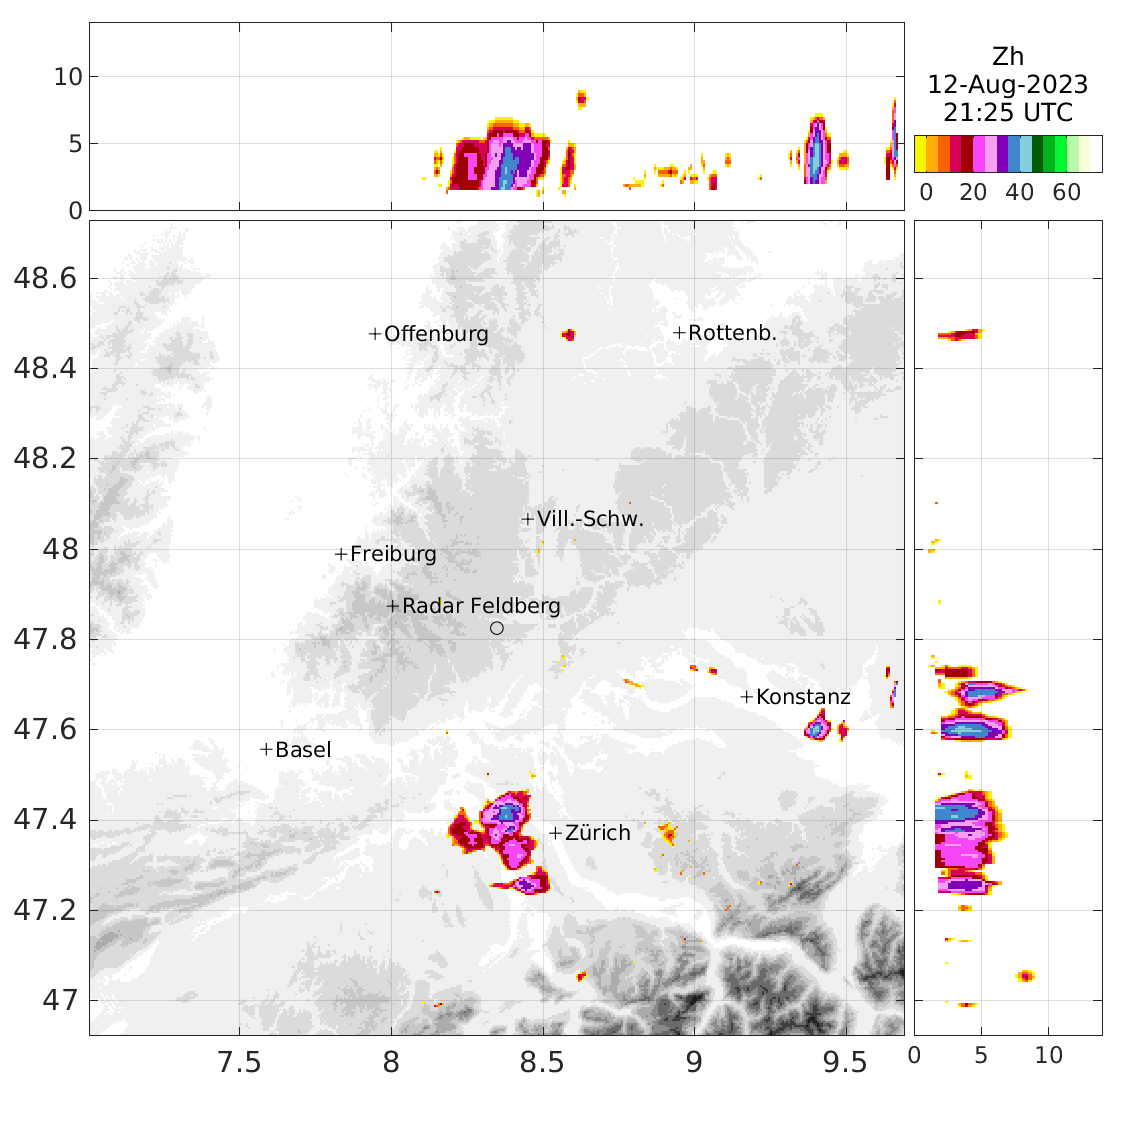 10
5
0
Zh
12-Aug-2023
21:25 UTC
0 20 40 60
48.6
48.4
48.2
48
47.8
47.6
47.4
47.2
47
+Offenburg
+Rottenb.
+Vill.-Schw.
+Freiburg
+Radar Feldberg
+Konstanz
+Basel
+Zürich
7.5 8 8.5 9 9.5
0 5 10